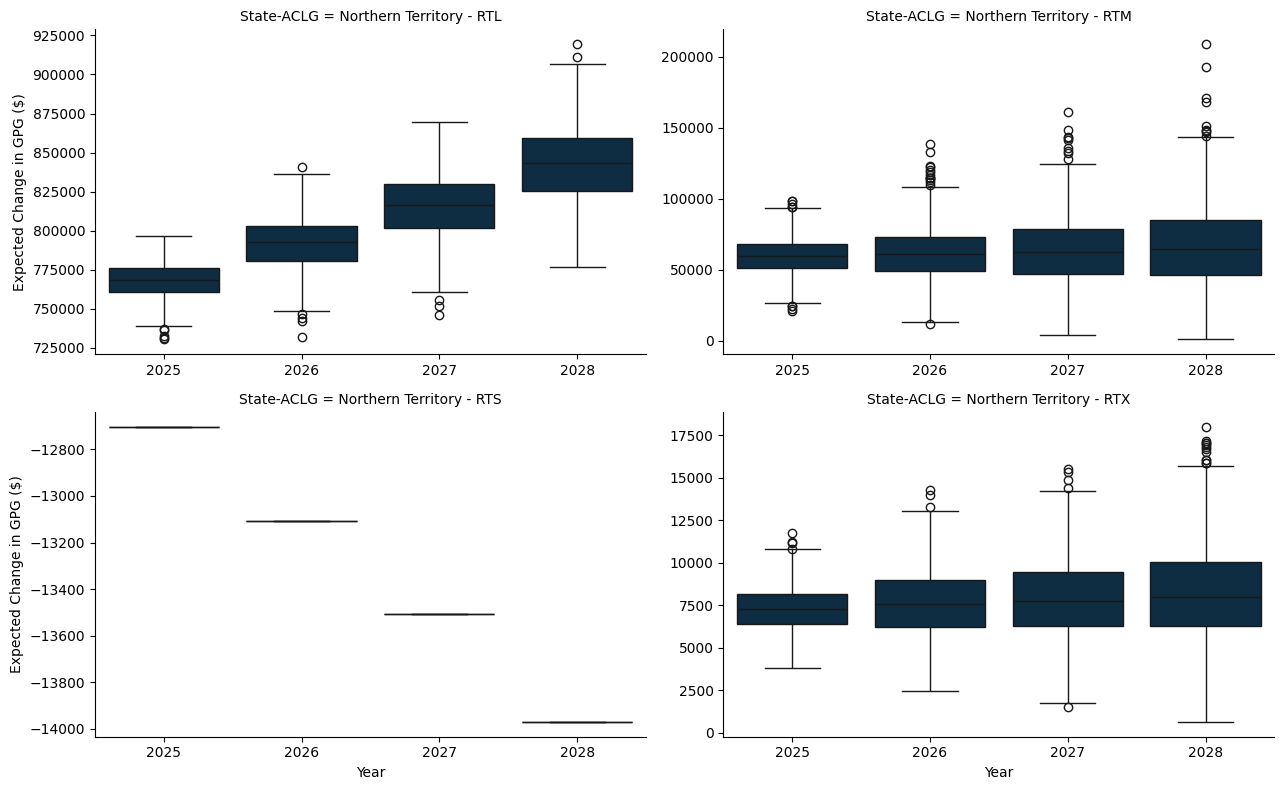 State-ACLG = Northern Territory - RTL
Expected Change in GPG ($)
925000
900000
875000
850000
825000
800000
775000
750000
725000
2025 2026 2027 2028
State-ACLG = Northern Territory - RTM
200000
150000
100000
50000
0
2025 2026 2027 2028
State-ACLG = Northern Territory - RTS
Expected Change in GPG ($)
−12800
−13000
−13200
−13400
−13600
−13800
−14000
2025 2026 2027 2028
Year
State-ACLG = Northern Territory - RTX
17500
15000
12500
10000
7500
5000
2500
0
2025 2026 2027 2028
Year